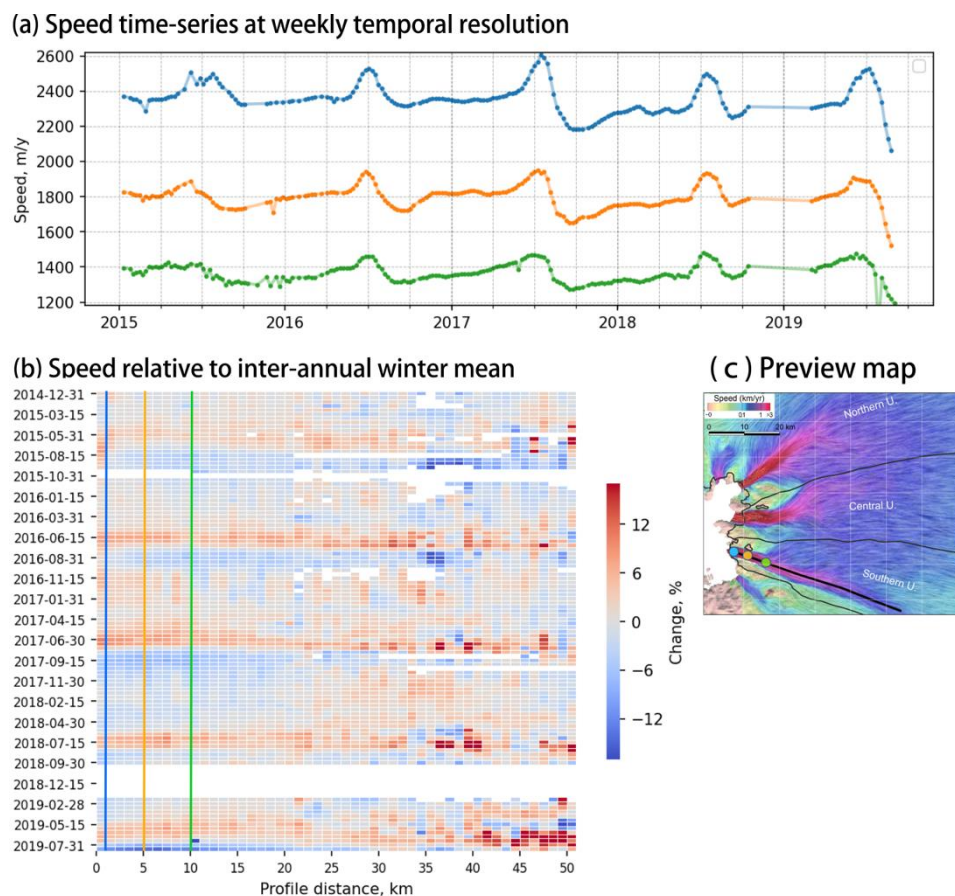 (a) Speed time-series at weekly temporal resolution
2600
2400
2200
2000
1800
1600
1400
1200
Speed, m/y
2015 2016 2017 2018 2019
(b) Speed relative to inter-annual winter mean
2014-12-31
2015-03-15
2015-05-31
2015-08-15
2015-10-31
2016-01-15
2016-03-31
2016-06-15
2016-08-31
2016-11-15
2017-01-31
2017-04-15
2017-06-30
2017-09-15
2017-11-30
2018-02-15
2018-04-30
2018-07-15
2018-09-30
2018-12-15
2019-02-28
2019-05-15
2019-07-31
0 5 10 15 20 25 30 35 40 45 50
Profile distance, km
12
6
0
−6
−12
Change, %
( c ) Preview map
Speed (km/yr)
0 10 20 km
Northern U.
Central U.
Southern U.